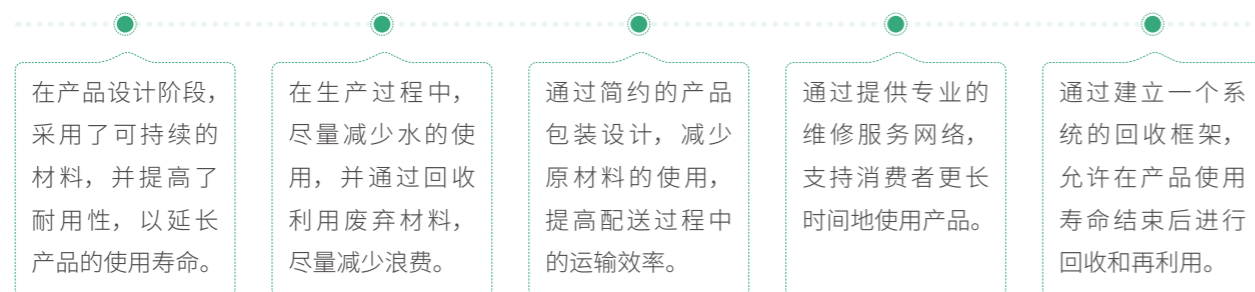 在产品设计阶段，
采用了可持续的
材料，并提高了
耐用性，以延长
产品的使用寿命。
在生产过程中，
尽量减少水的使
用，并通过回收
利用废弃材料，
尽量减少浪费。
通过简约的产品
包装设计，减少
原材料的使用，
提高配送过程中
的运输效率。
通过提供专业的
维修服务网络，
支持消费者更长
时间地使用产品。
通过建立一个系
统的回收框架，
允许在产品使用
寿命结束后进行
回收和再利用。